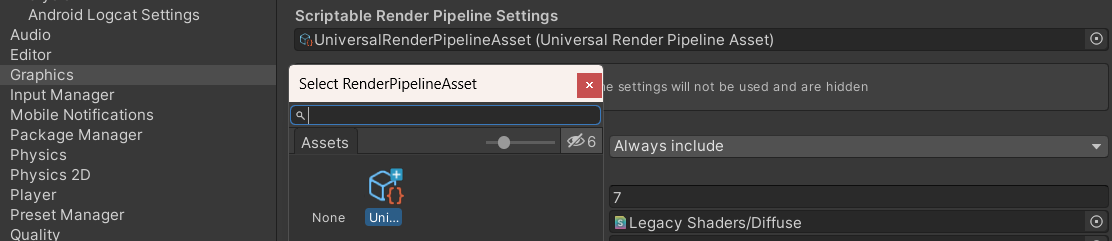 Android Logcat Settings
Audio
Editor
Graphics
Input Manager
Mobile Notifications
Package Manager
Physics
Physics 2D
Player
Preset Manager
Quality
Scriptable Render Pipeline Settings
UniversalRenderPipelineAsset (Universal Render Pipeline Asset)
Select RenderPipelineAsset
settings will not be used and are hidden
Assets
6
None
Uni...
Always include
7
Legacy Shaders/Diffuse